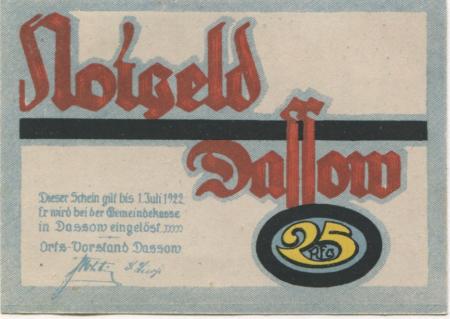 Notgeld
Dassow
Dieser Schein gilt bis 1. Juli 1922
Er wird bei der Gemeindekasse
in Dassow eingelöst.
Orts-Vorstand Dassow
25
Pfg